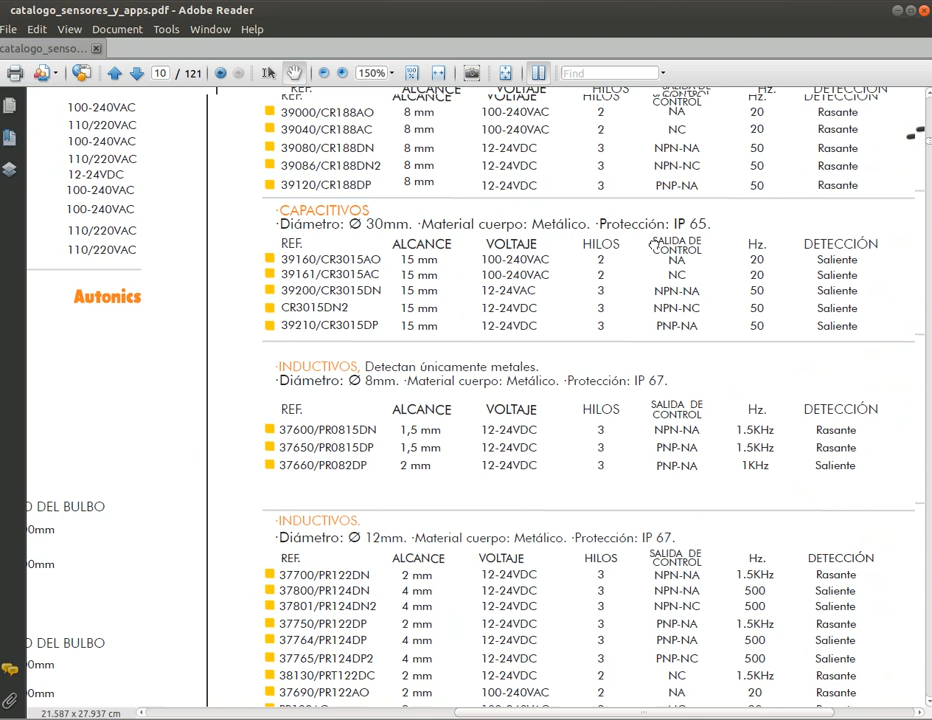 catalogo_sensores_y_apps.pdf - Adobe Reader
File Edit View Document Tools Window Help
catalogo_senso...
10 / 121 150% Find
100-240VAC
110/220VAC
100-240VAC
110/220VAC
12-24VDC
100-240VAC
100-240VAC
110/220VAC
110/220VAC
Autonics
O DEL BULBO
0mm
0mm
O DEL BULBO
0mm
0mm
REF. ALCANCE VOLTAJE HILOS SALIDA DE CONTROL Hz. DETECCIÓN
39000/CR188AO 8 mm 100-240VAC 2 NA 20 Rasante
39040/CR188AC 8 mm 100-240VAC 2 NC 20 Rasante
39080/CR188DN 8 mm 12-24VDC 3 NPN-NA 50 Rasante
39086/CR188DN2 8 mm 12-24VDC 3 NPN-NC 50 Rasante
39120/CR188DP 8 mm 12-24VDC 3 PNP-NA 50 Rasante
·CAPACITIVOS
·Diámetro: Ø 30mm. ·Material cuerpo: Metálico. ·Protección: IP 65.
REF. ALCANCE VOLTAJE HILOS SALIDA DE CONTROL Hz. DETECCIÓN
39160/CR3015AO 15 mm 100-240VAC 2 NA 20 Saliente
39161/CR3015AC 15 mm 100-240VAC 2 NC 20 Saliente
39200/CR3015DN 15 mm 12-24VAC 3 NPN-NA 50 Saliente
CR3015DN2 15 mm 12-24VDC 3 NPN-NC 50 Saliente
39210/CR3015DP 15 mm 12-24VDC 3 PNP-NA 50 Saliente
·INDUCTIVOS, Detectan únicamente metales.
·Diámetro: Ø 8mm. ·Material cuerpo: Metálico. ·Protección: IP 67.
REF. ALCANCE VOLTAJE HILOS SALIDA DE CONTROL Hz. DETECCIÓN
37600/PR0815DN 1,5 mm 12-24VDC 3 NPN-NA 1.5KHz Rasante
37650/PR0815DP 1,5 mm 12-24VDC 3 PNP-NA 1.5KHz Rasante
37660/PR082DP 2 mm 12-24VDC 3 PNP-NA 1KHz Saliente
·INDUCTIVOS.
·Diámetro: Ø 12mm. ·Material cuerpo: Metálico. ·Protección: IP 67.
REF. ALCANCE VOLTAJE HILOS SALIDA DE CONTROL Hz. DETECCIÓN
37700/PR122DN 2 mm 12-24VDC 3 NPN-NA 1.5KHz Rasante
37800/PR124DN 4 mm 12-24VDC 3 NPN-NA 500 Saliente
37801/PR124DN2 4 mm 12-24VDC 3 NPN-NC 500 Saliente
37750/PR122DP 2 mm 12-24VDC 3 PNP-NA 1.5KHz Rasante
37764/PR124DP 4 mm 12-24VDC 3 PNP-NA 500 Saliente
37765/PR124DP2 4 mm 12-24VDC 3 PNP-NC 500 Saliente
38130/PRT122DC 2 mm 12-24VDC 2 NC 1.5KHz Rasante
37690/PR122AO 2 mm 100-240VDC 2 NA 20 Rasante
21.587 x 27.937 cm